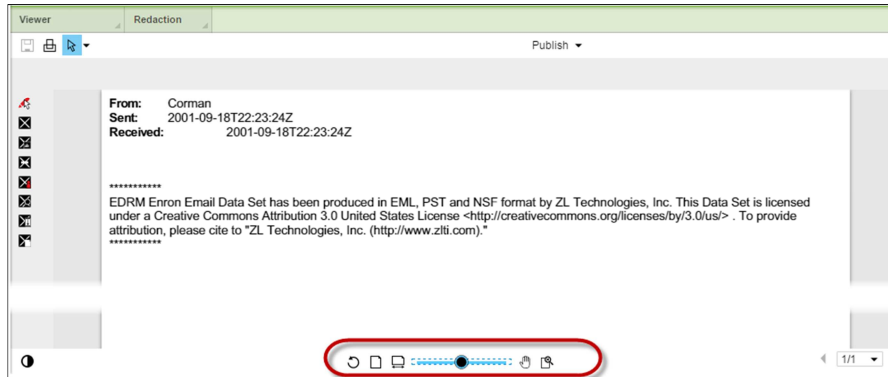 Viewer Redaction
Publish
From: Corman
Sent: 2001-09-18T22:23:24Z
Received: 2001-09-18T22:23:24Z
***********
EDRM Enron Email Data Set has been produced in EML, PST and NSF format by ZL Technologies, Inc. This Data Set is licensed
under a Creative Commons Attribution 3.0 United States License <http://creativecommons.org/licenses/by/3.0/us/> . To provide
attribution, please cite to "ZL Technologies, Inc. (http://www.zlti.com)."
***********
1/1